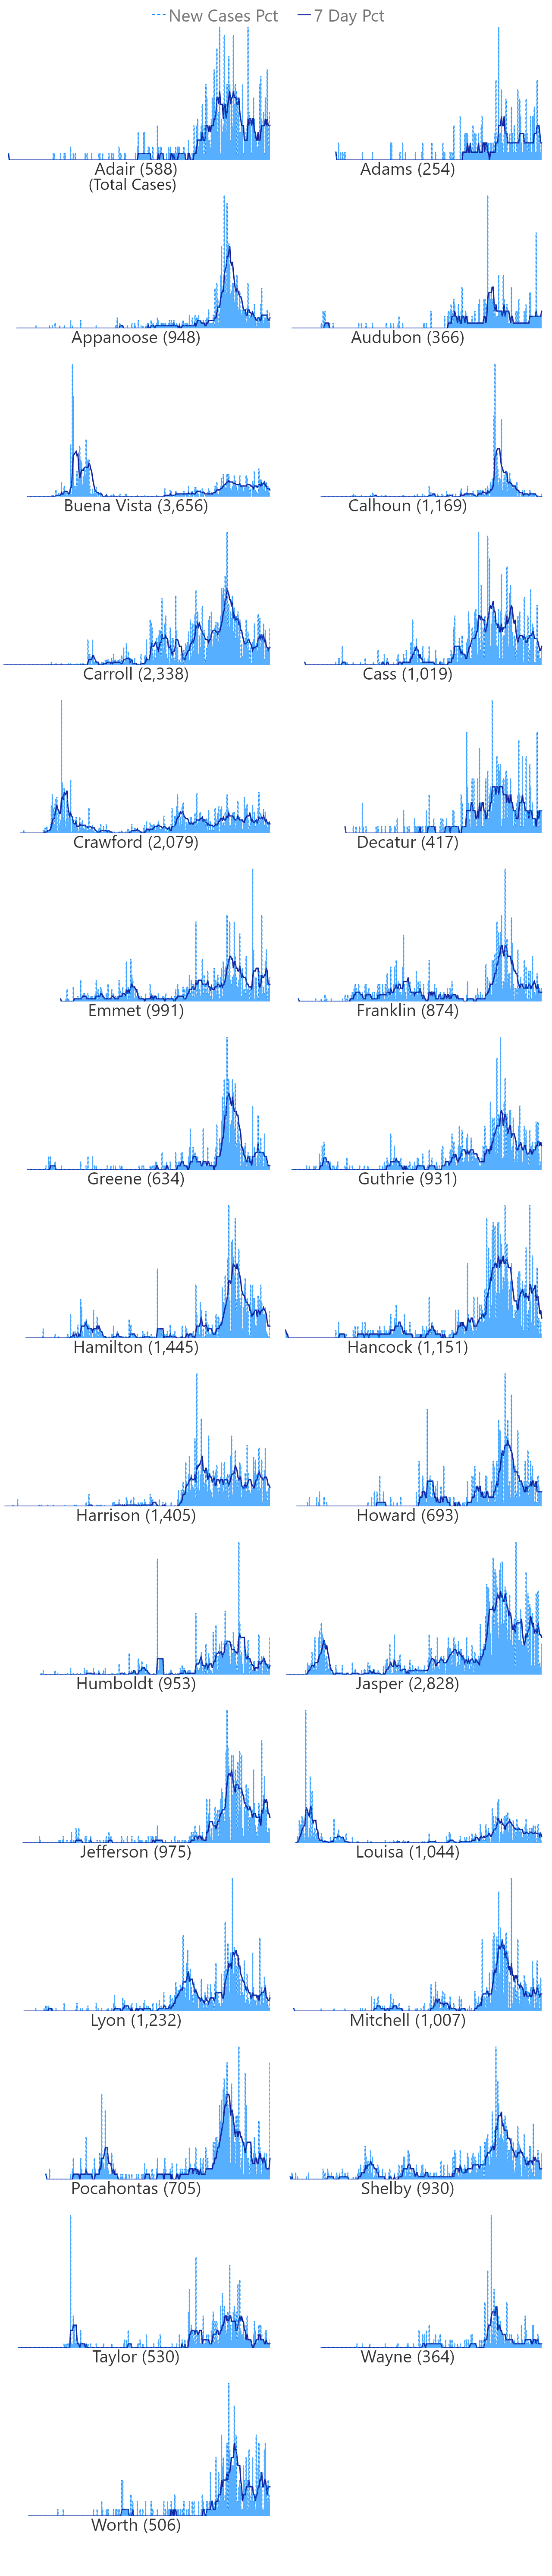 New Cases Pct 7 Day Pct
Adair (588)
(Total Cases)
Adams (254)
Appanoose (948)
Audubon (366)
Buena Vista (3,656)
Calhoun (1,169)
Carroll (2,338)
Cass (1,019)
Crawford (2,079)
Decatur (417)
Emmet (991)
Franklin (874)
Greene (634)
Guthrie (931)
Hamilton (1,445)
Hancock (1,151)
Harrison (1,405)
Howard (693)
Humboldt (953)
Jasper (2,828)
Jefferson (975)
Louisa (1,044)
Lyon (1,232)
Mitchell (1,007)
Pocahontas (705)
Shelby (930)
Taylor (530)
Wayne (364)
Worth (506)